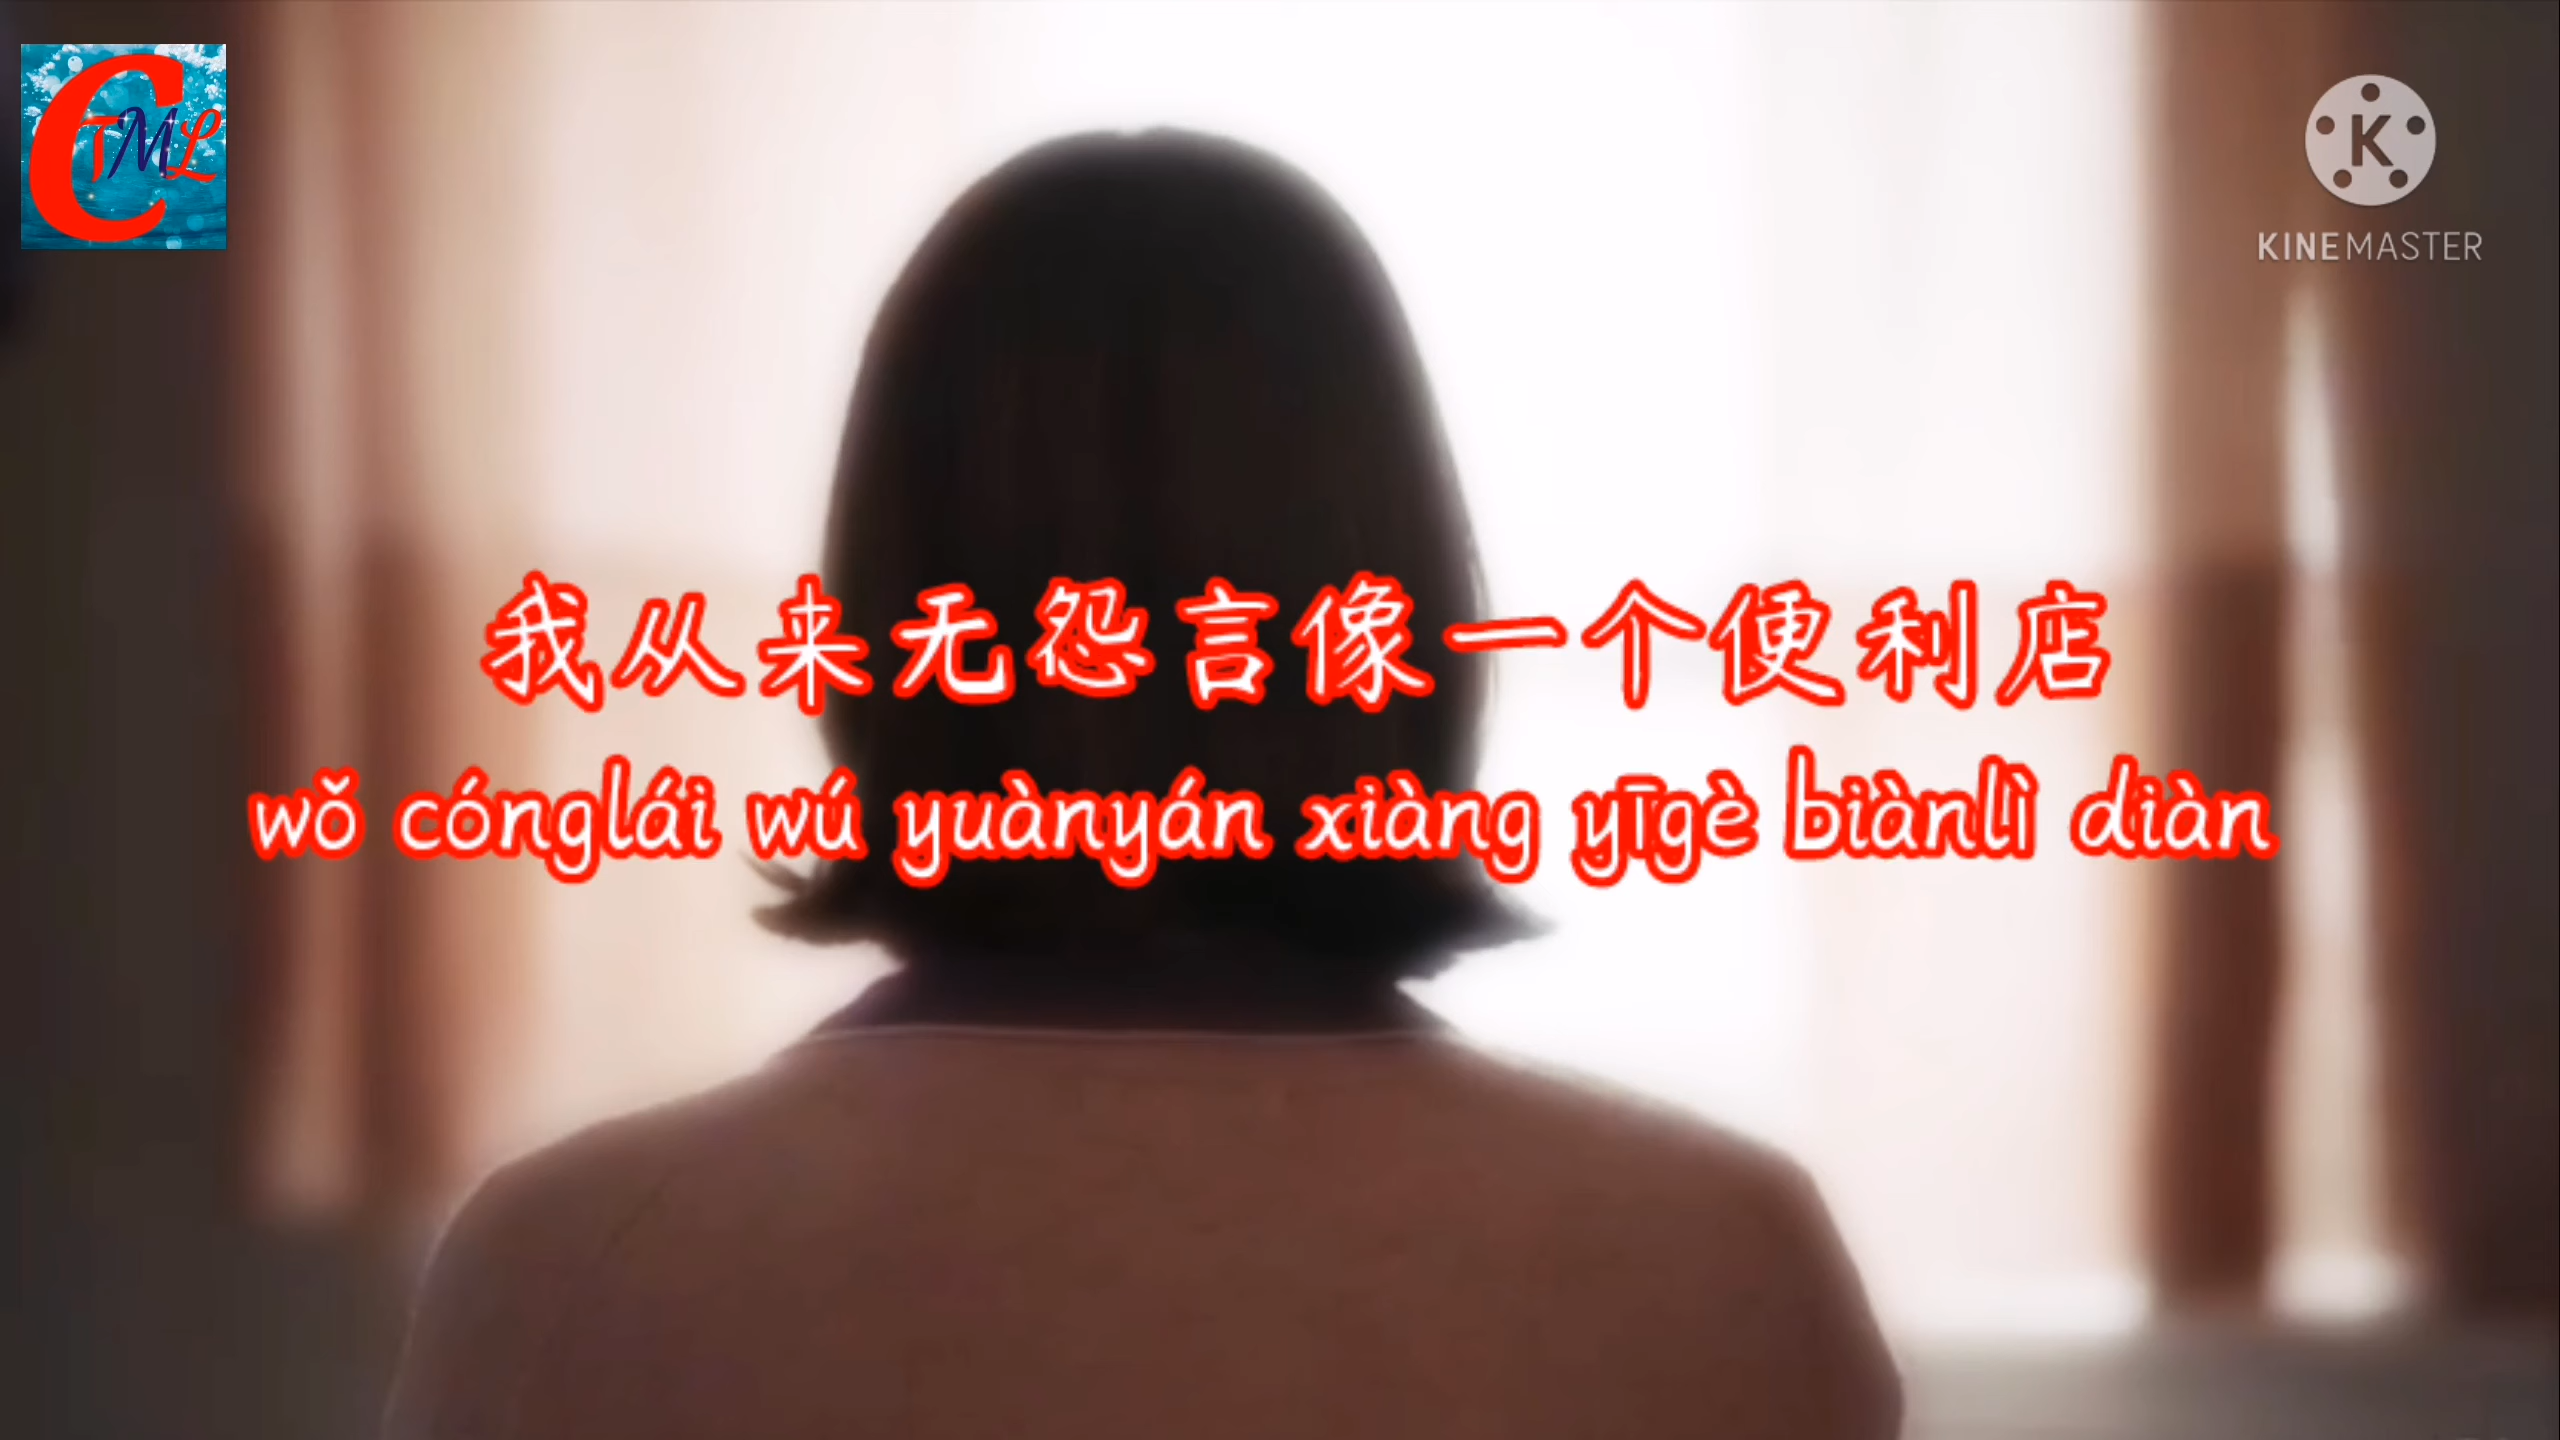 CTML
K
KINEMASTER
我从来无怨言像一个便利店
wǒ cónglái wú yuànyán xiàng yīgè biànlì diàn